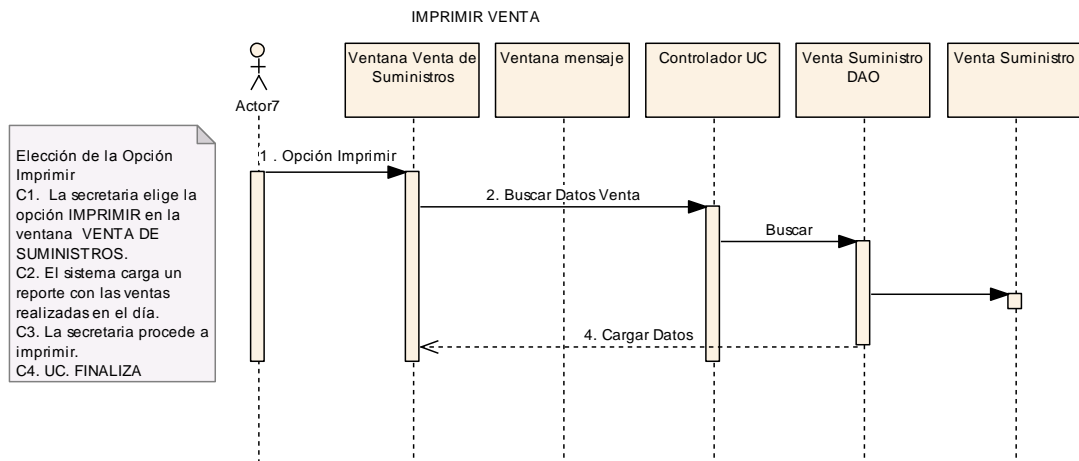 IMPRIMIR VENTA
Actor7
Ventana Venta de
Suministros
Ventana mensaje
Controlador UC
Venta Suministro
DAO
Venta Suministro
Elección de la Opción
Imprimir
C1. La secretaria elige la
opción IMPRIMIR en la
ventana VENTA DE
SUMINISTROS.
C2. El sistema carga un
reporte con las ventas
realizadas en el día.
C3. La secretaria procede a
imprimir.
C4. UC. FINALIZA
1 . Opción Imprimir
2. Buscar Datos Venta
Buscar
4. Cargar Datos